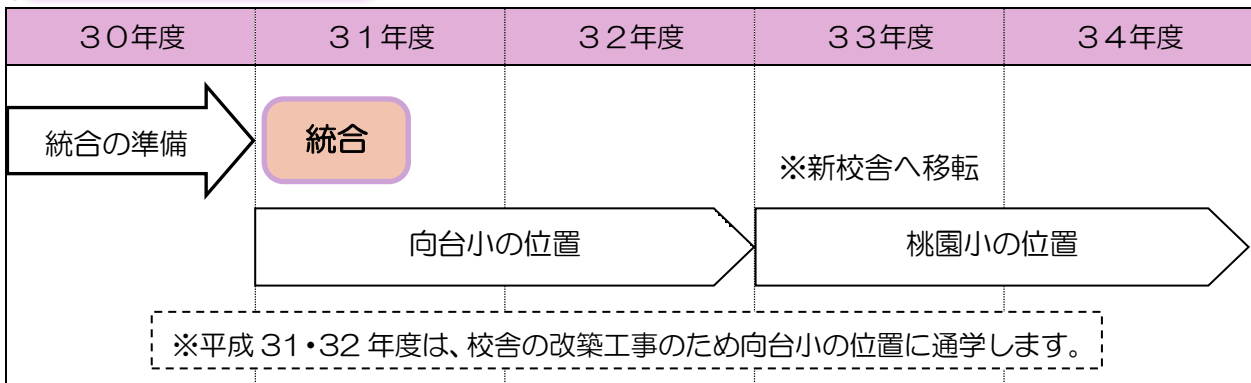 ３０年度 ３１年度 ３２年度 ３３年度 ３４年度
統合の準備
統合
※新校舎へ移転
向台小の位置
桃園小の位置
※平成 31・32 年度は、校舎の改築工事のため向台小の位置に通学します。